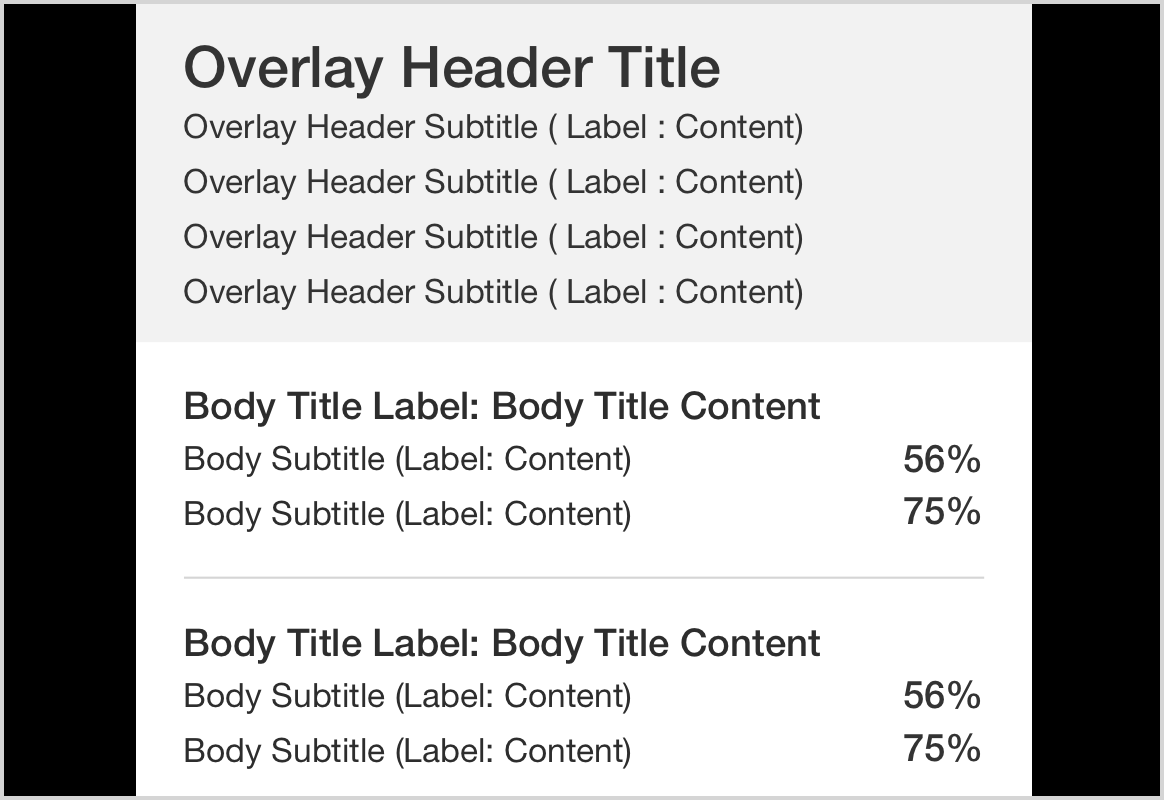 Overlay Header Title
Overlay Header Subtitle ( Label : Content)
Overlay Header Subtitle ( Label : Content)
Overlay Header Subtitle ( Label : Content)
Overlay Header Subtitle ( Label : Content)
Body Title Label: Body Title Content
Body Subtitle (Label: Content) 56%
Body Subtitle (Label: Content) 75%
Body Title Label: Body Title Content
Body Subtitle (Label: Content) 56%
Body Subtitle (Label: Content) 75%